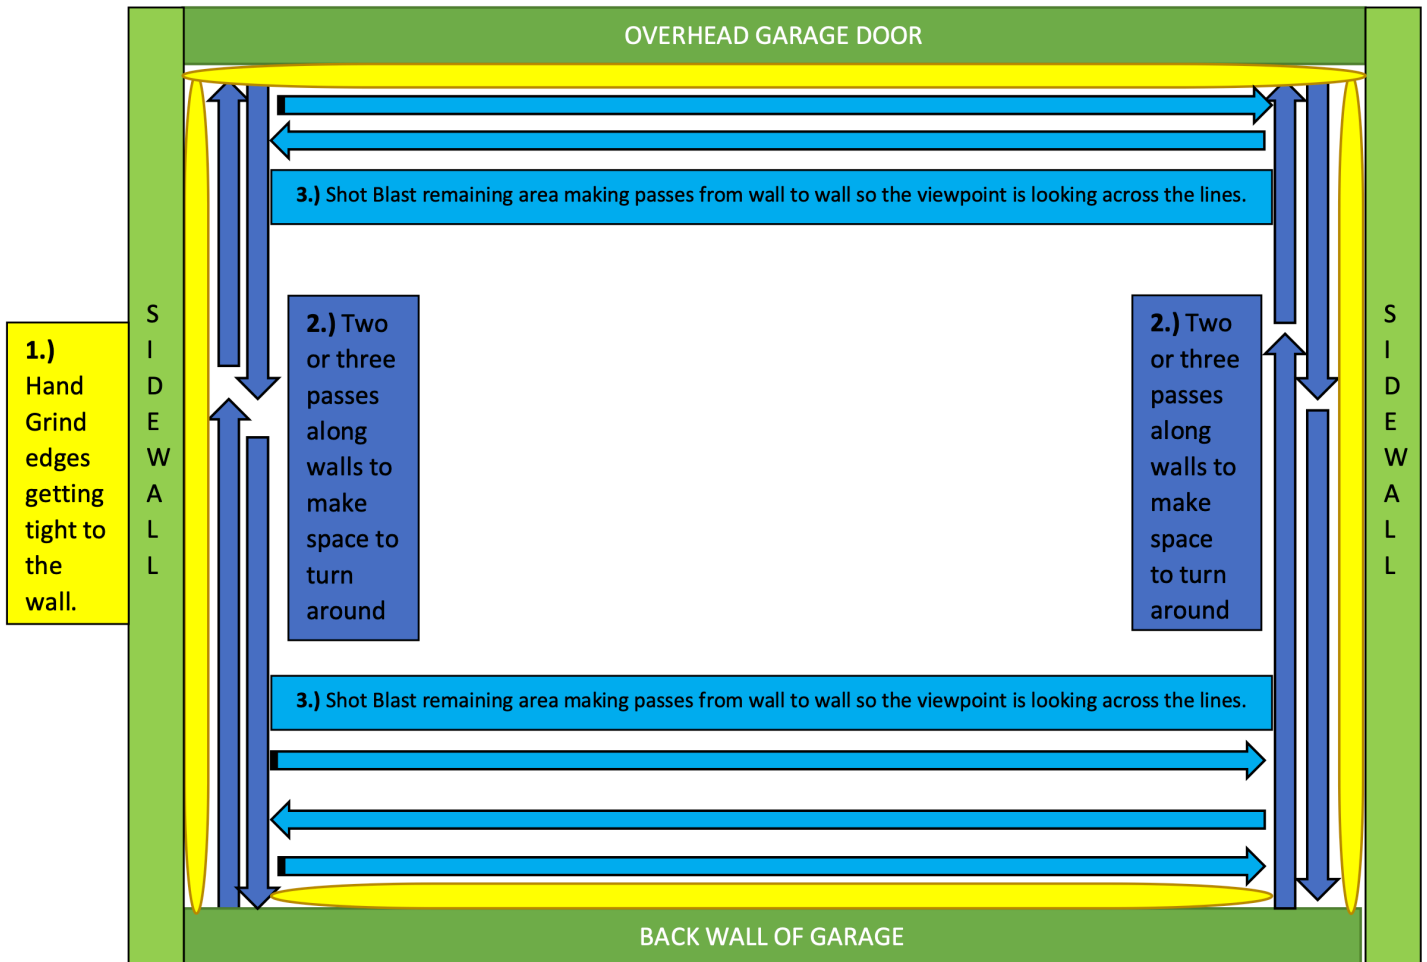 OVERHEAD GARAGE DOOR
3.) Shot Blast remaining area making passes from wall to wall so the viewpoint is looking across the lines.
1.)
Hand
Grind
edges
getting
tight to
the
wall.
S
I
D
E
W
A
L
L
2.) Two
or three
passes
along
walls to
make
space to
turn
around
2.) Two
or three
passes
along
walls to
make
space
to turn
around
S
I
D
E
W
A
L
L
3.) Shot Blast remaining area making passes from wall to wall so the viewpoint is looking across the lines.
BACK WALL OF GARAGE